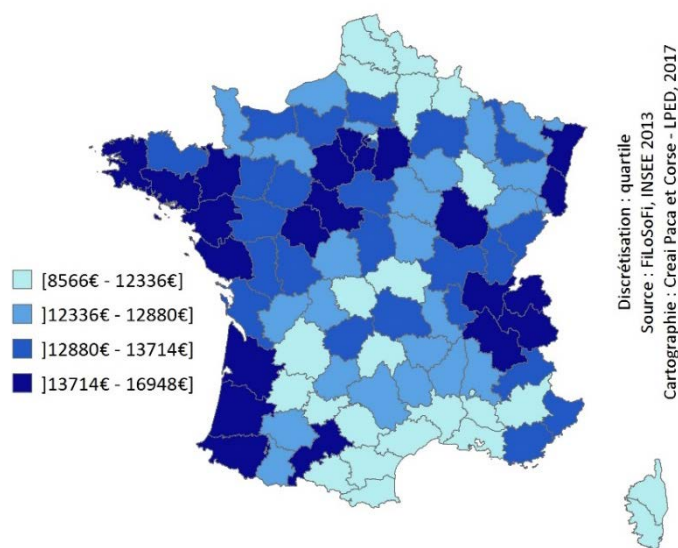 [8566€ - 12336€]
]12336€ - 12880€]
]12880€ - 13714€]
]13714€ - 16948€]
Discrétisation : quartile
Source : FiLoSoFi, INSEE 2013
Cartographie : Creai Paca et Corse - LPED, 2017